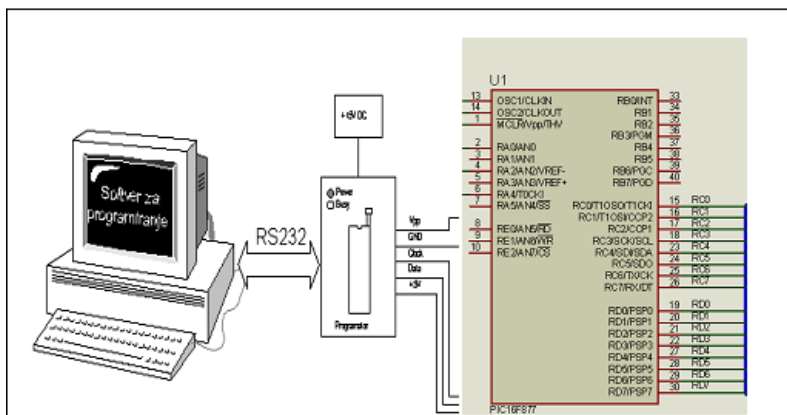 Softver za
programiranje
RS232
Power
Busy
Programator
Vpp
GND
Clock
Data
+5V
U1
13 OSC1/CLKIN
14 OSC2/CLKOUT
1 MCLR/Vpp/THV
2 RA0/AN0
3 RA1/AN1
4 RA2/AN2/VREF-
5 RA3/AN3/VREF+
6 RA4/T0CKI
7 RA5/AN4/SS
8 RE0/AN5/RD
9 RE1/AN6/WR
10 RE2/AN7/CS
RB0/INT 33
RB1 34
RB2 35
RB3/PGM 36
RB4 37
RB5 38
RB6/PGC 39
RB7/PGD 40
RC0/T1OSO/T1CKI 15 RC0
RC1/T1OSI/CCP2 16 RC1
RC2/CCP1 17 RC2
RC3/SCK/SCL 18 RC3
RC4/SDI/SDA 23 RC4
RC5/SDO 24 RC5
RC6/TX/CK 25 RC6
RC7/RX/DT 26 RC7
RD0/PSP0 19 RD0
RD1/PSP1 20 RD1
RD2/PSP2 21 RD2
RD3/PSP3 22 RD3
RD4/PSP4 27 RD4
RD5/PSP5 28 RD5
RD6/PSP6 29 RD6
RD7/PSP7 30 RD7
PIC16F877